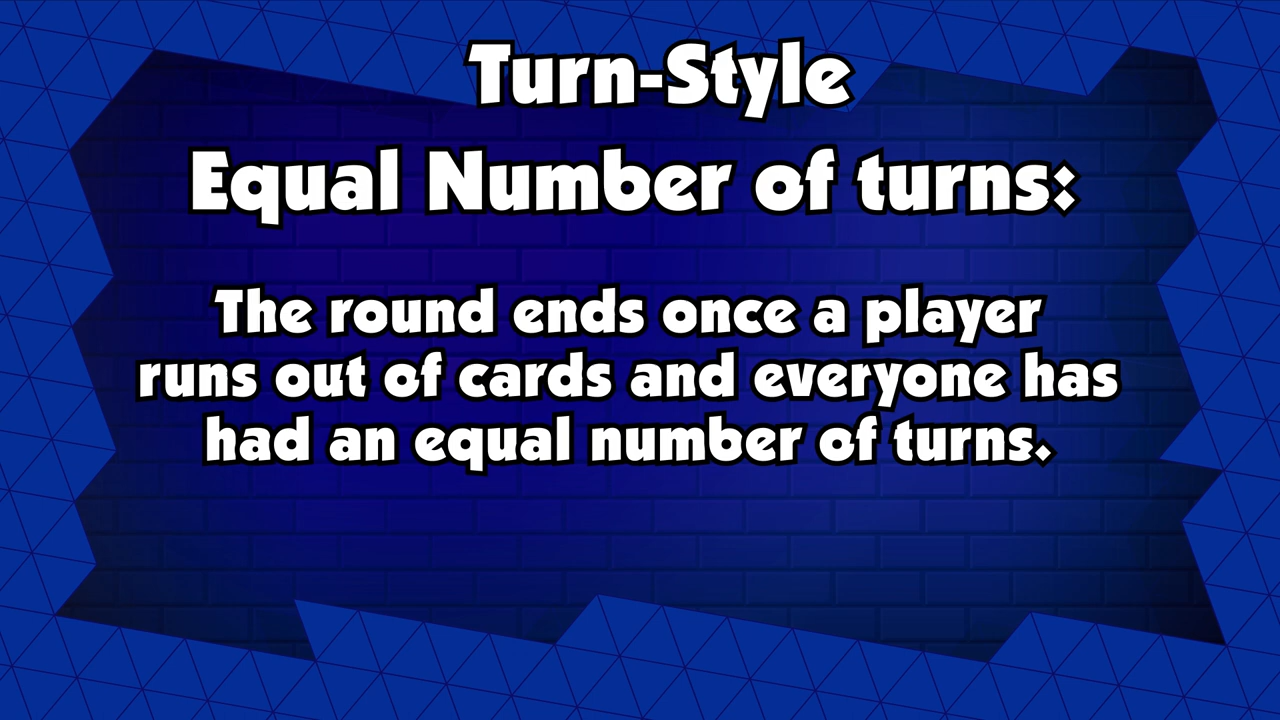 Turn-Style
Equal Number of turns:
The round ends once a player
runs out of cards and everyone has
had an equal number of turns.